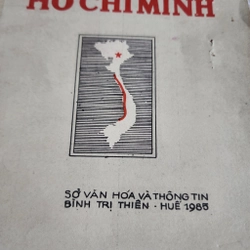 HỒ CHÍ MINH
SỞ VĂN HÓA VÀ THÔNG TIN
BÌNH TRỊ THIÊN - HUẾ 1985